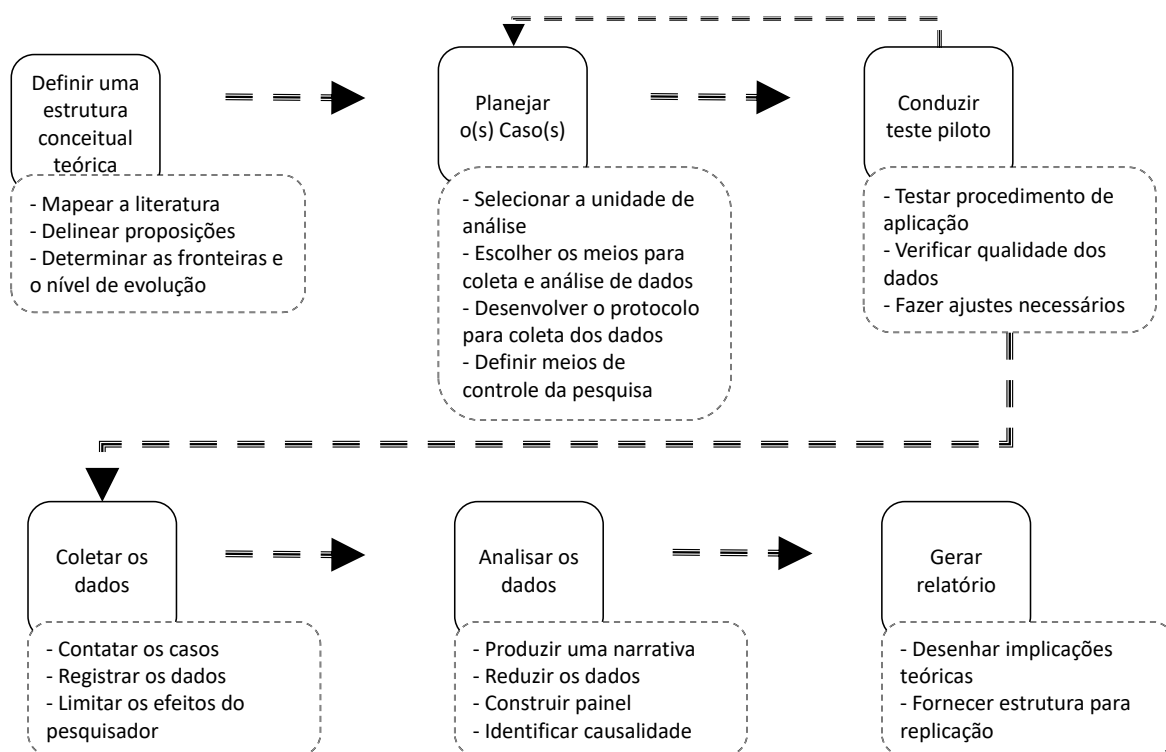 Definir uma
estrutura
conceitual
teórica
- Mapear a literatura
- Delinear proposições
- Determinar as fronteiras e
o nível de evolução
Planejar
o(s) Caso(s)
- Selecionar a unidade de
análise
- Escolher os meios para
coleta e análise de dados
- Desenvolver o protocolo
para coleta dos dados
- Definir meios de
controle da pesquisa
Conduzir
teste piloto
- Testar procedimento de
aplicação
- Verificar qualidade dos
dados
- Fazer ajustes necessários
Coletar os
dados
- Contatar os casos
- Registrar os dados
- Limitar os efeitos do
pesquisador
Analisar os
dados
- Produzir uma narrativa
- Reduzir os dados
- Construir painel
- Identificar causalidade
Gerar
relatório
- Desenhar implicações
teóricas
- Fornecer estrutura para
replicação